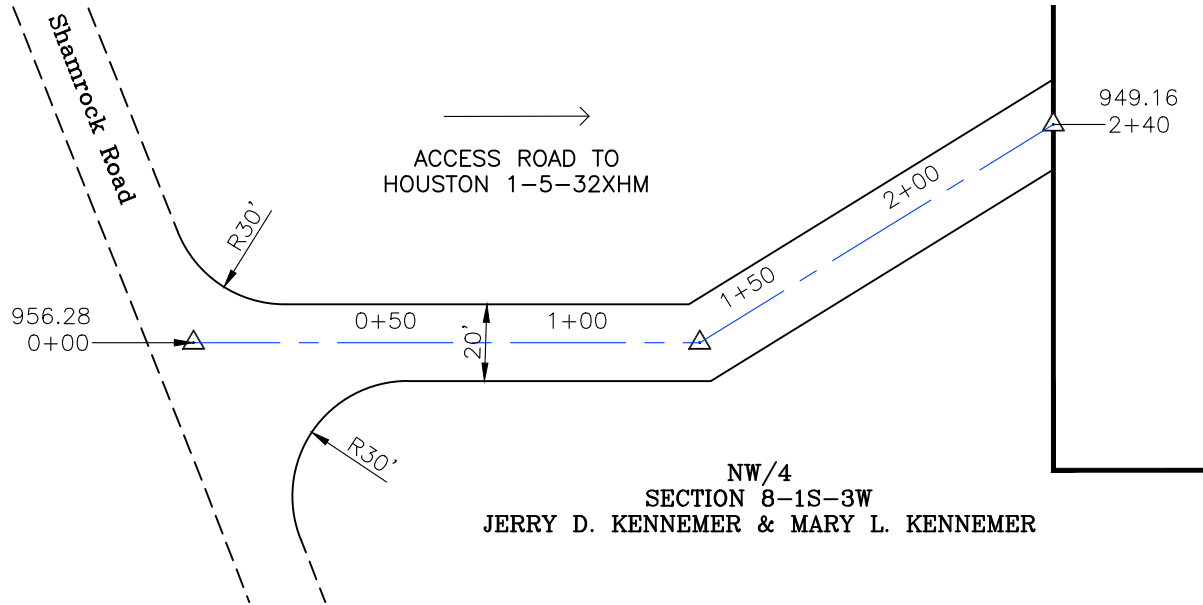 Shamrock Road
949.16
2+40
ACCESS ROAD TO
HOUSTON 1-5-32XHM
2+00
R30'
1+50
956.28
0+00
0+50
1+00
20'
R30'
NW/4
SECTION 8-1S-3W
JERRY D. KENNEMER & MARY L. KENNEMER